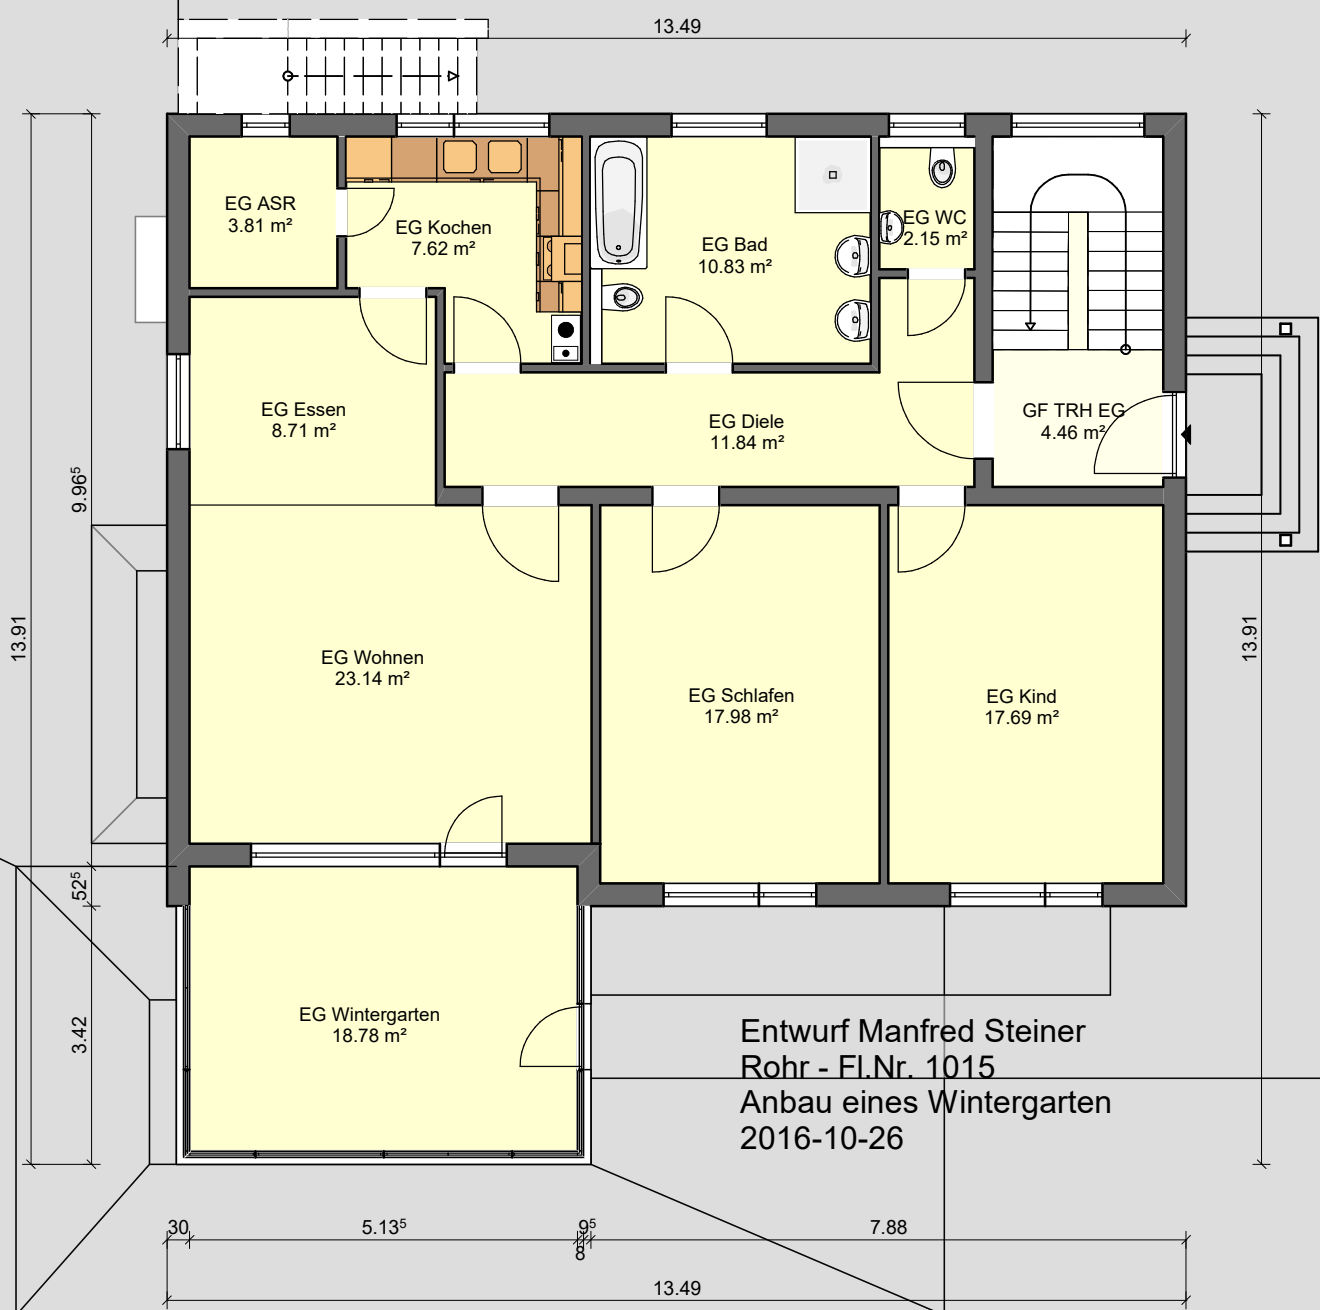 13.49
EG ASR
3.81 m²
EG Kochen
7.62 m²
EG Bad
10.83 m²
EG WC
2.15 m²
EG Essen
8.71 m²
EG Diele
11.84 m²
GF TRH EG
4.46 m²
9.96⁵
13.91
13.91
EG Wohnen
23.14 m²
EG Schlafen
17.98 m²
EG Kind
17.69 m²
52⁵
3.42
EG Wintergarten
18.78 m²
Entwurf Manfred Steiner
Rohr - Fl.Nr. 1015
Anbau eines Wintergarten
2016-10-26
30
5.13⁵
8
9⁵
7.88
13.49